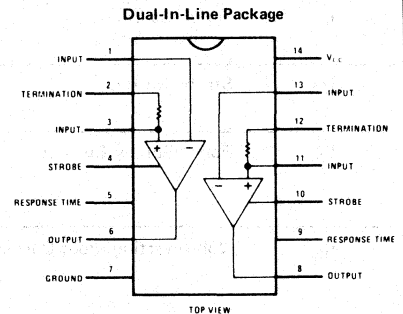 Dual-In-Line Package
1
INPUT
2
TERMINATION
3
INPUT
4
STROBE
5
RESPONSE TIME
6
OUTPUT
7
GROUND
14
VCC
13
INPUT
12
TERMINATION
11
INPUT
10
STROBE
9
RESPONSE TIME
8
OUTPUT
+ −
− +
TOP VIEW